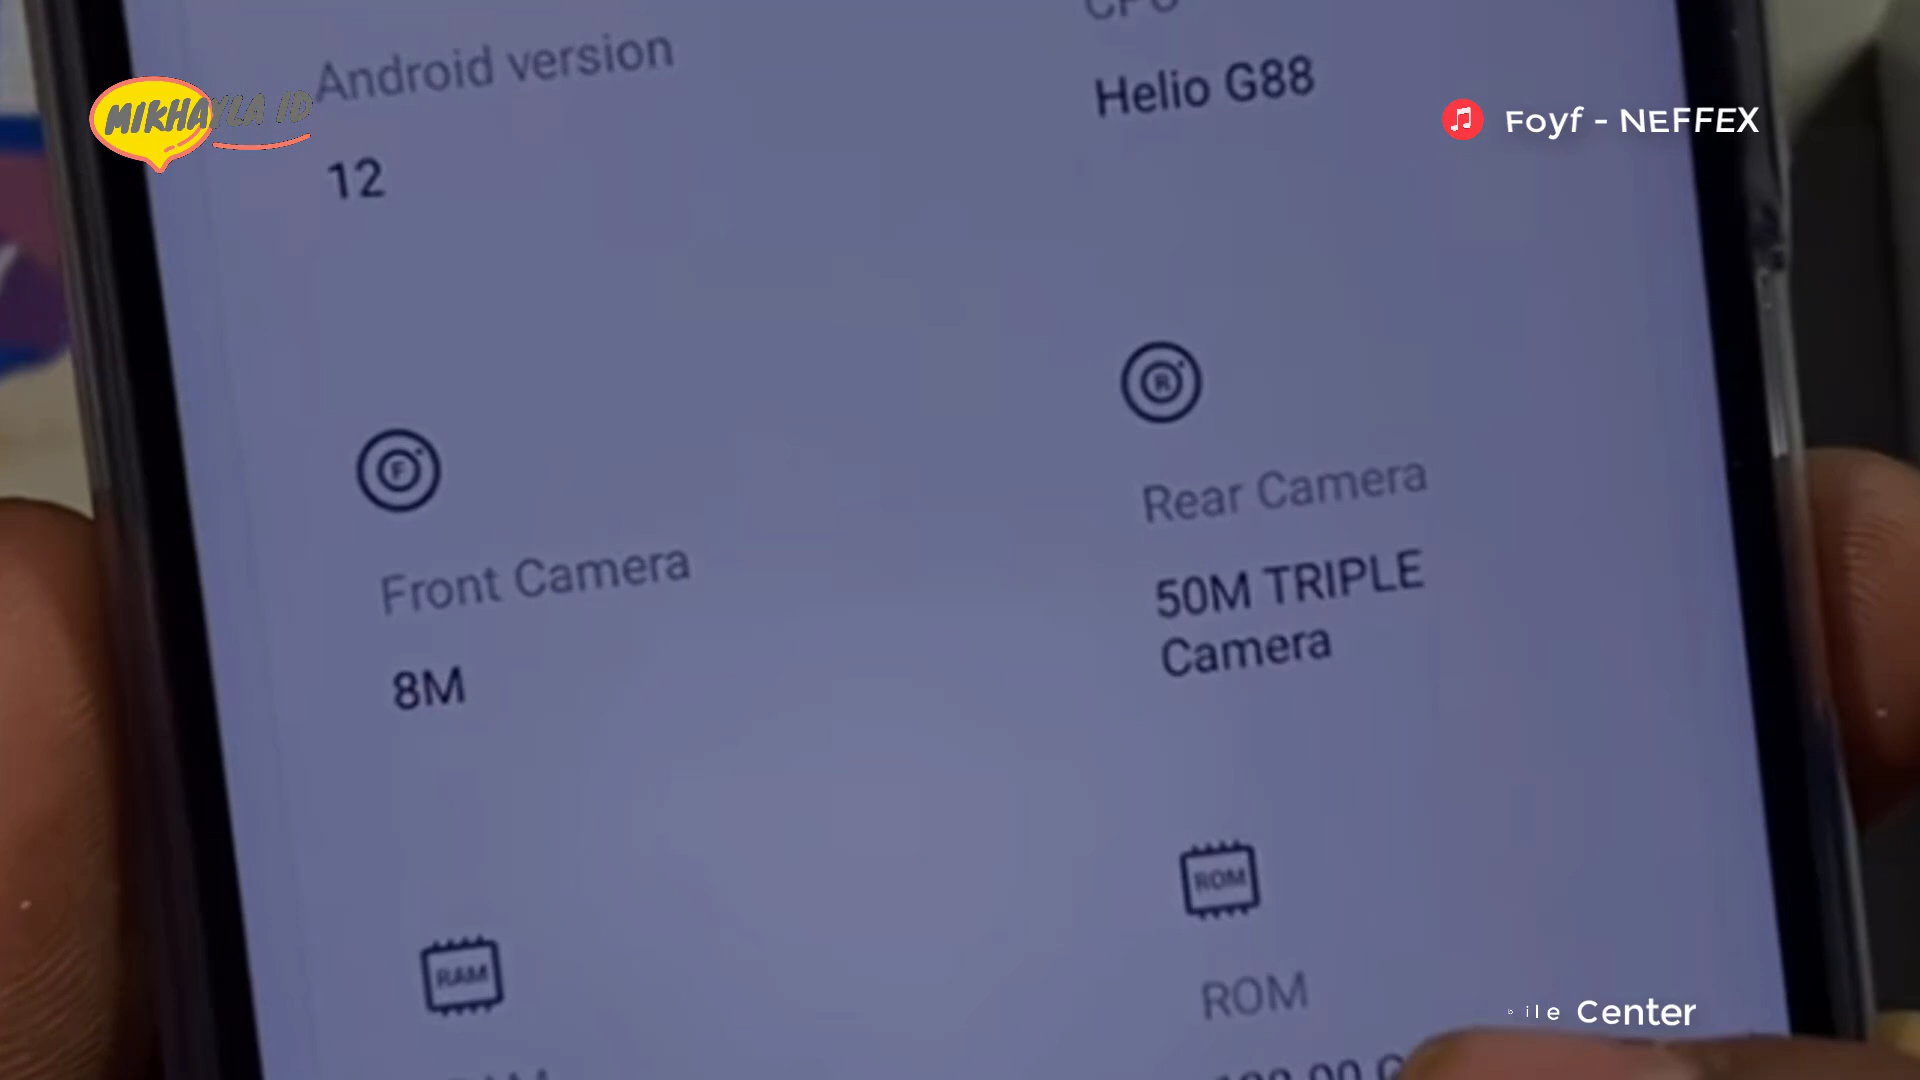 CPU
Android version
Helio G88
MIKHAYLA ID
Foyf - NEFFEX
12
R
F
Rear Camera
Front Camera
50M TRIPLE
Camera
8M
ROM
RAM
ROM
Center